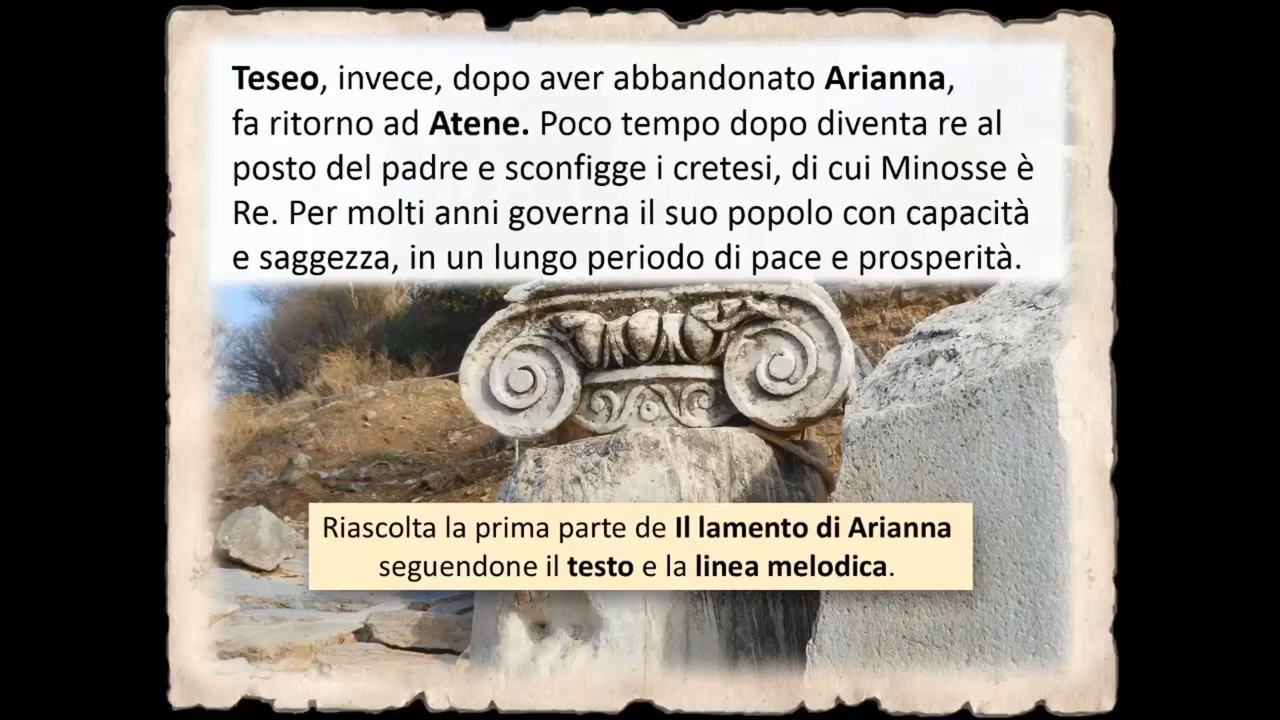 Teseo, invece, dopo aver abbandonato Arianna,
fa ritorno ad Atene. Poco tempo dopo diventa re al
posto del padre e sconfigge i cretesi, di cui Minosse è
Re. Per molti anni governa il suo popolo con capacità
e saggezza, in un lungo periodo di pace e prosperità.
Riascolta la prima parte de Il lamento di Arianna
seguendone il testo e la linea melodica.